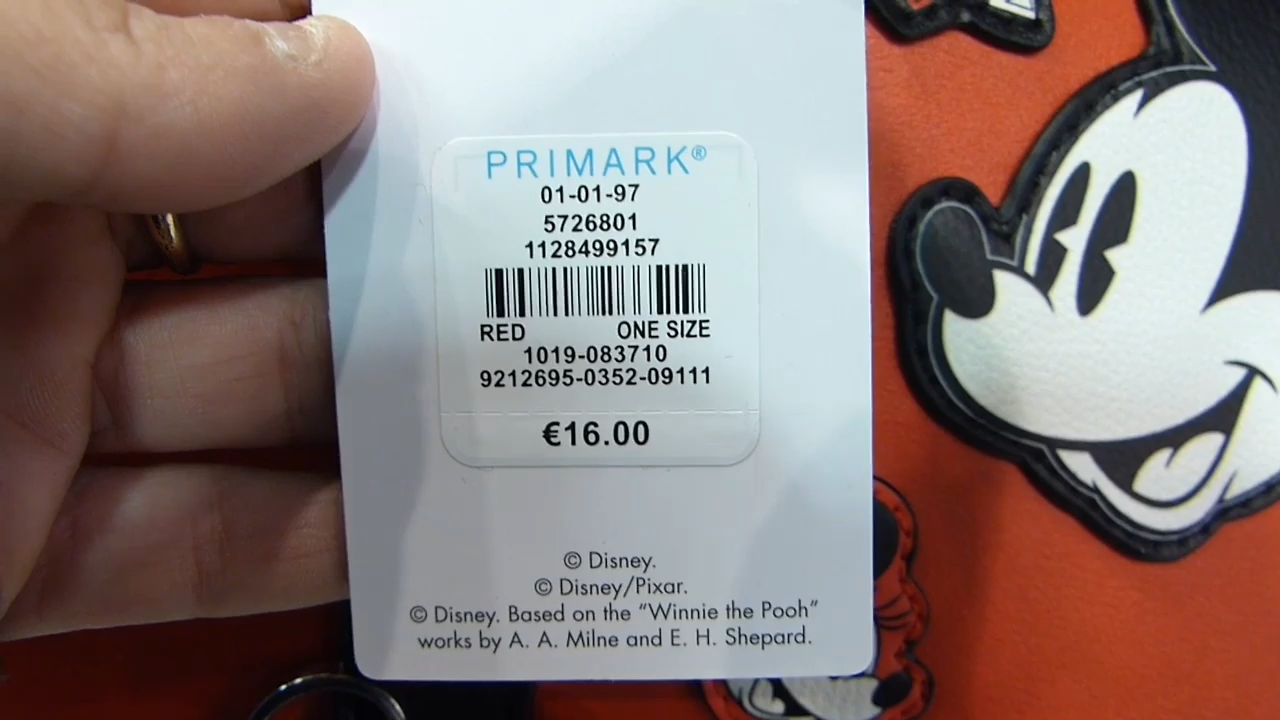 PRIMARK®
01-01-97
5726801
1128499157
RED ONE SIZE
1019-083710
9212695-0352-09111
€16.00
© Disney.
© Disney/Pixar.
© Disney. Based on the “Winnie the Pooh”
works by A. A. Milne and E. H. Shepard.